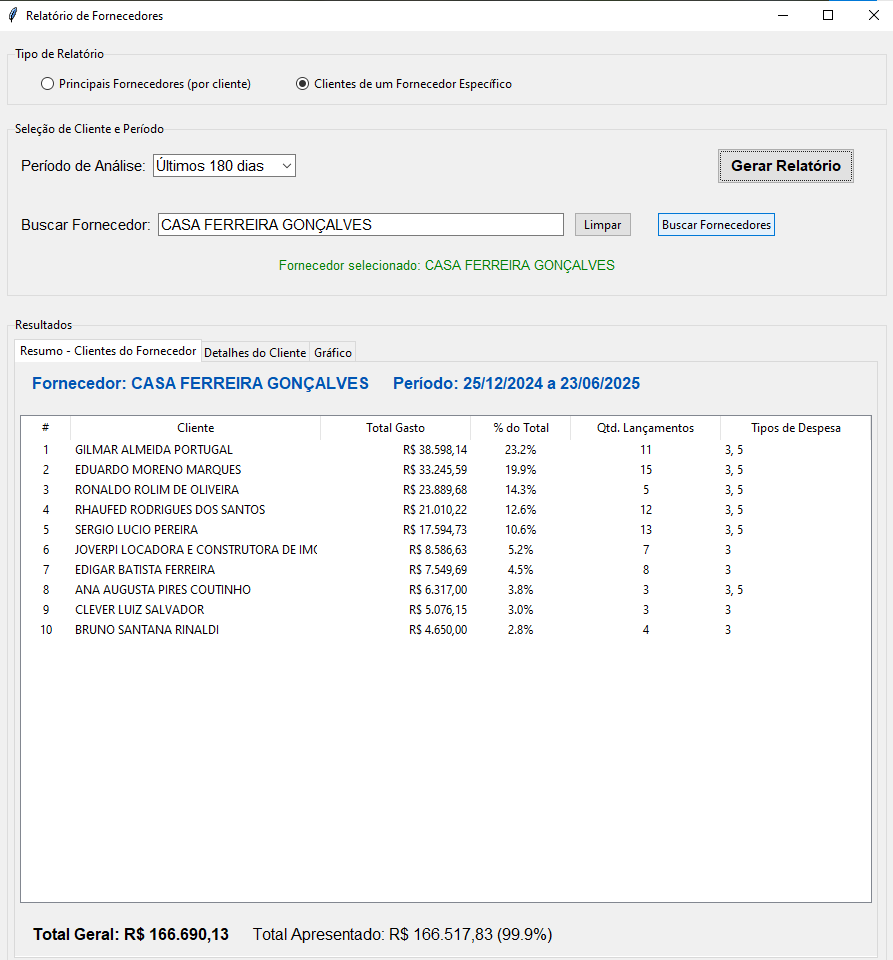 Relatório de Fornecedores
Tipo de Relatório
Principais Fornecedores (por cliente) Clientes de um Fornecedor Específico
Seleção de Cliente e Período
Período de Análise: Últimos 180 dias Gerar Relatório
Buscar Fornecedor: CASA FERREIRA GONÇALVES Limpar Buscar Fornecedores
Fornecedor selecionado: CASA FERREIRA GONÇALVES
Resultados
Resumo - Clientes do Fornecedor Detalhes do Cliente Gráfico
Fornecedor: CASA FERREIRA GONÇALVES Período: 25/12/2024 a 23/06/2025
# Cliente Total Gasto % do Total Qtd. Lançamentos Tipos de Despesa
1 GILMAR ALMEIDA PORTUGAL R$ 38.598,14 23.2% 11 3, 5
2 EDUARDO MORENO MARQUES R$ 33.245,59 19.9% 15 3, 5
3 RONALDO ROLIM DE OLIVEIRA R$ 23.889,68 14.3% 5 3, 5
4 RHAUFED RODRIGUES DOS SANTOS R$ 21.010,22 12.6% 12 3, 5
5 SERGIO LUCIO PEREIRA R$ 17.594,73 10.6% 13 3, 5
6 JOVERPI LOCADORA E CONSTRUTORA DE IMO R$ 8.586,63 5.2% 7 3
7 EDIGAR BATISTA FERREIRA R$ 7.549,69 4.5% 8 3
8 ANA AUGUSTA PIRES COUTINHO R$ 6.317,00 3.8% 3 3, 5
9 CLEVER LUIZ SALVADOR R$ 5.076,15 3.0% 3 3
10 BRUNO SANTANA RINALDI R$ 4.650,00 2.8% 4 3
Total Geral: R$ 166.690,13 Total Apresentado: R$ 166.517,83 (99.9%)